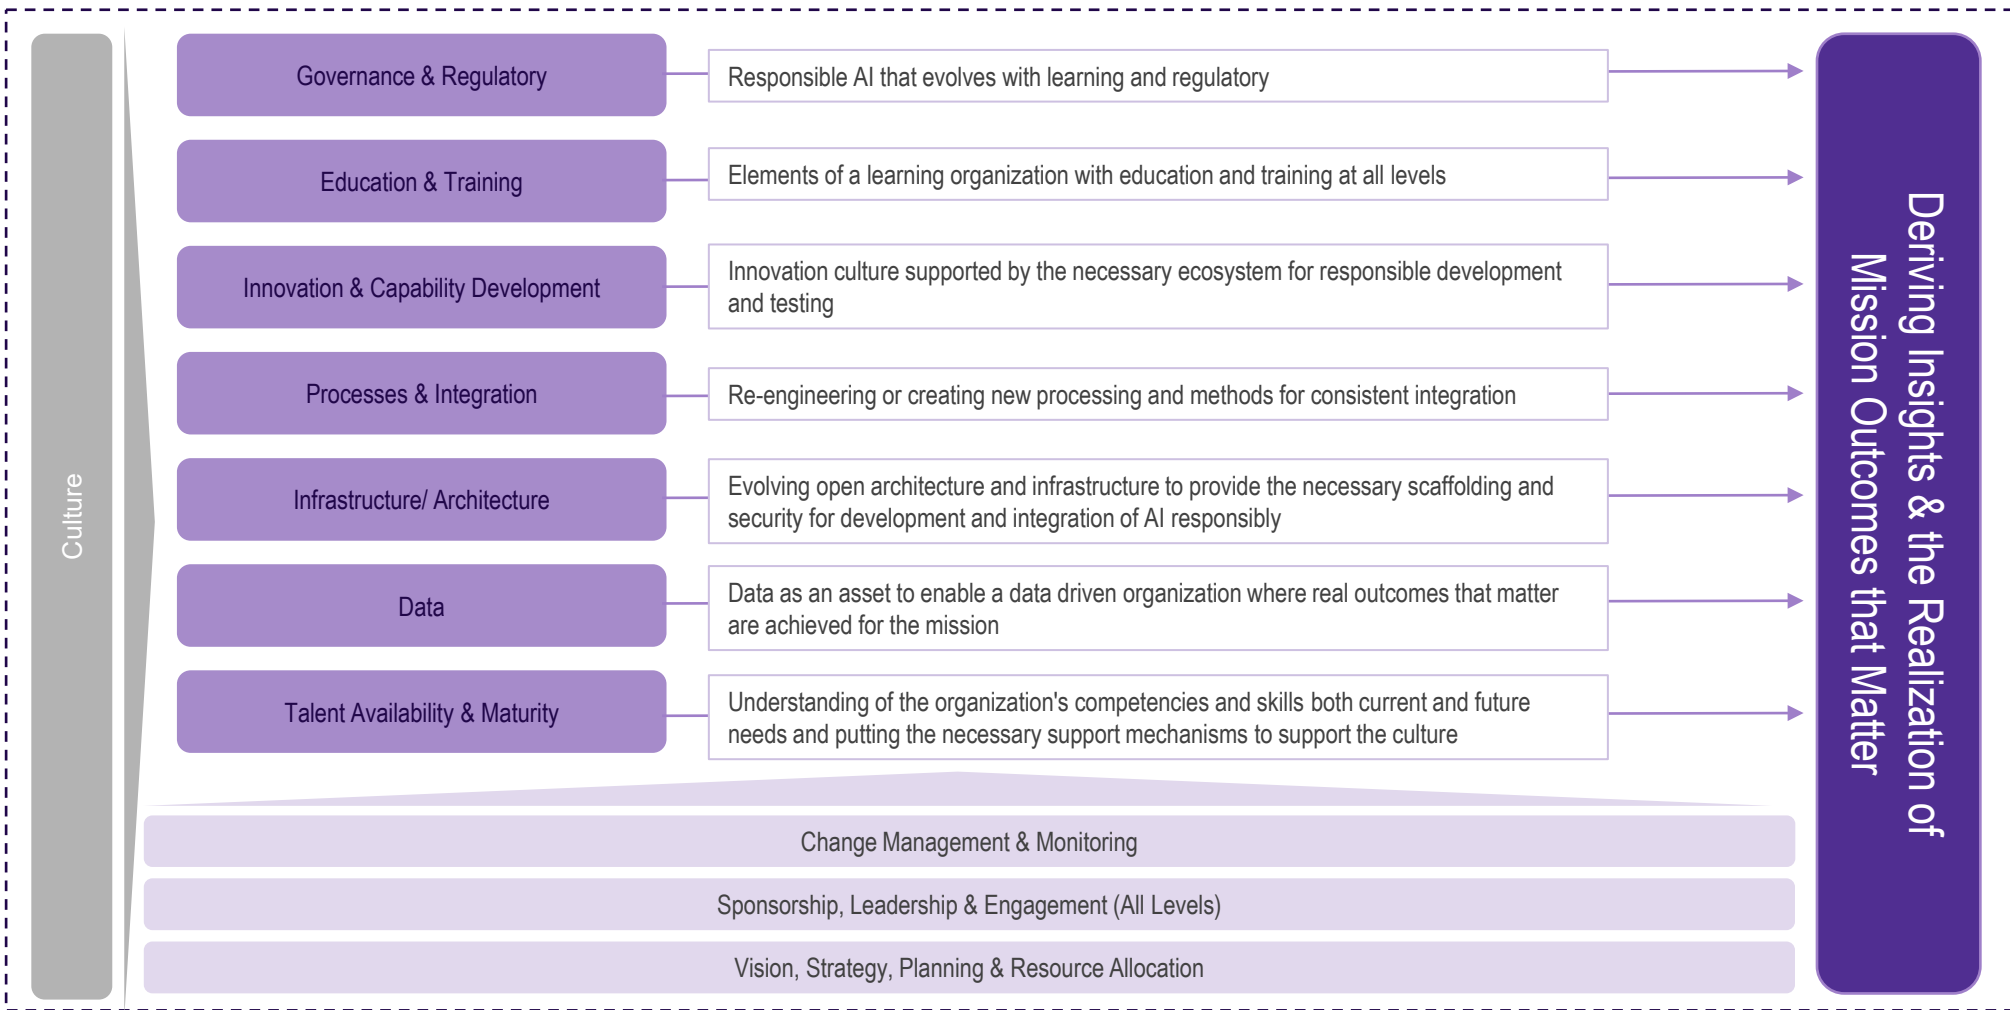 Culture
Governance & Regulatory
Responsible AI that evolves with learning and regulatory
Education & Training
Elements of a learning organization with education and training at all levels
Innovation & Capability Development
Innovation culture supported by the necessary ecosystem for responsible development
and testing
Processes & Integration
Re-engineering or creating new processing and methods for consistent integration
Infrastructure/ Architecture
Evolving open architecture and infrastructure to provide the necessary scaffolding and
security for development and integration of AI responsibly
Data
Data as an asset to enable a data driven organization where real outcomes that matter
are achieved for the mission
Talent Availability & Maturity
Understanding of the organization's competencies and skills both current and future
needs and putting the necessary support mechanisms to support the culture
Change Management & Monitoring
Sponsorship, Leadership & Engagement (All Levels)
Vision, Strategy, Planning & Resource Allocation
Deriving Insights & the Realization of
Mission Outcomes that Matter